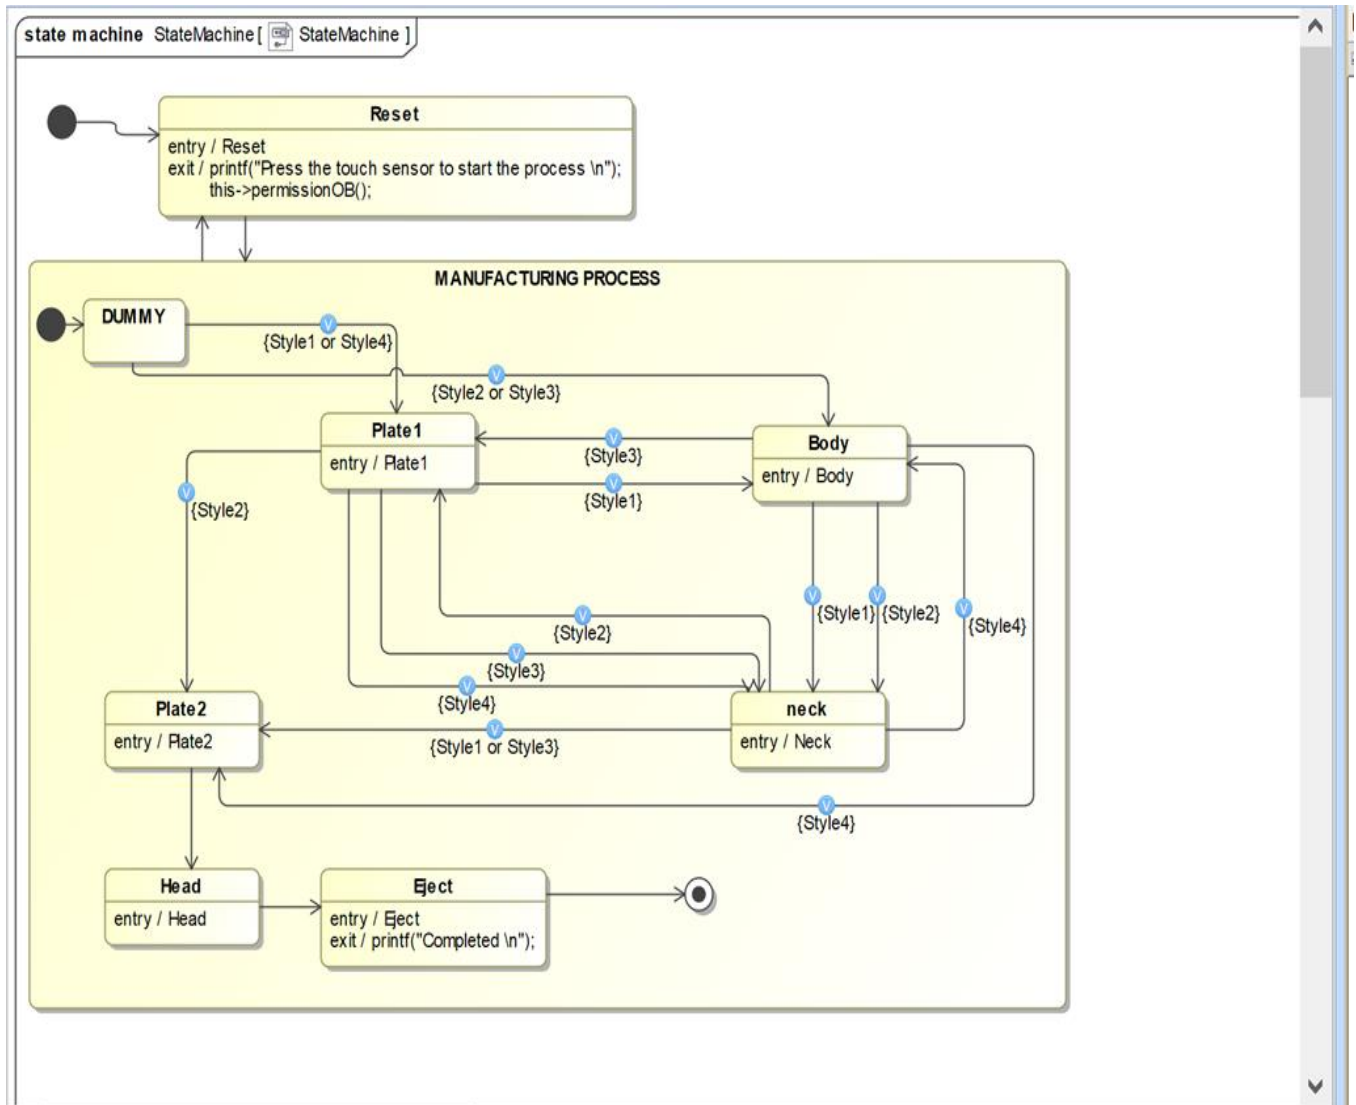 state machine StateMachine [ StateMachine ]
Reset
entry / Reset
exit / printf("Press the touch sensor to start the process \n");
this->permissionOB();
MANUFACTURING PROCESS
DUMMY
V
{Style1 or Style4}
V
{Style2 or Style3}
Plate1
entry / Plate1
Body
entry / Body
V
{Style3}
V
{Style1}
V
{Style2}
V
{Style1}
V
{Style2}
V
{Style4}
V
{Style2}
V
{Style3}
V
{Style4}
Plate2
entry / Plate2
neck
entry / Neck
V
{Style1 or Style3}
V
{Style4}
Head
entry / Head
Eject
entry / Eject
exit / printf("Completed \n");